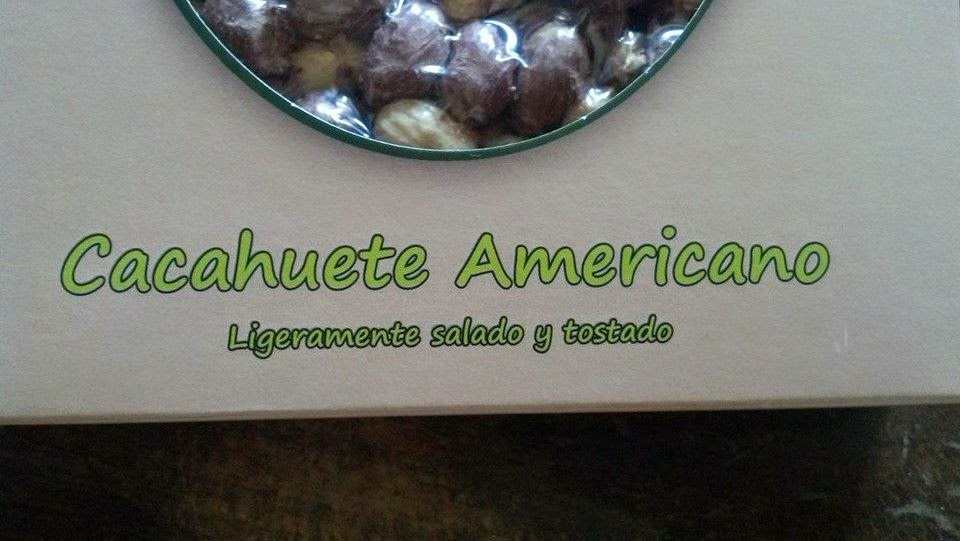 Cacahuete Americano
Ligeramente salado y tostado